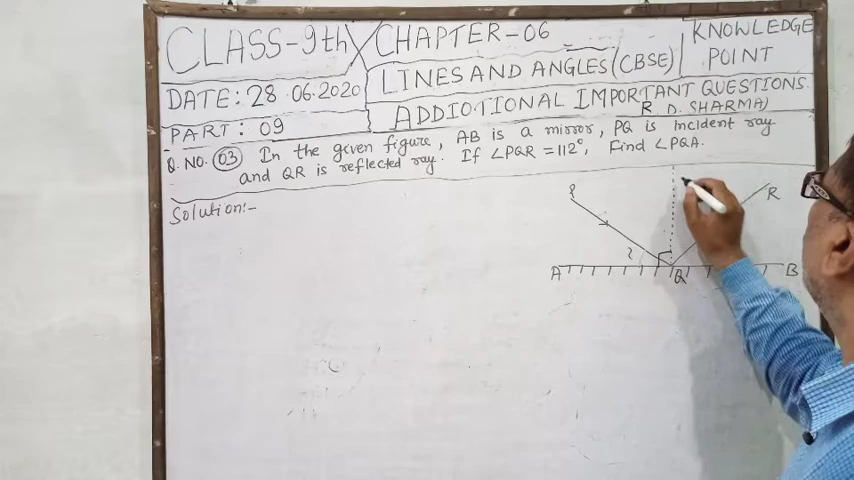 CLASS-9th
CHAPTER-06
KNOWLEDGE
POINT
LINES AND ANGLES (CBSE)
DATE: 28.06.2020
ADDIOTIONAL IMPORTANT QUESTIONS
R.D. SHARMA)
PART: 09
Q. NO. 03 In the given figure, AB is a mirror, PQ is incident ray
and QR is reflected ray. If ∠PQR = 112°, Find ∠PQA.
Solution:-
P
R
?
A
Q
B